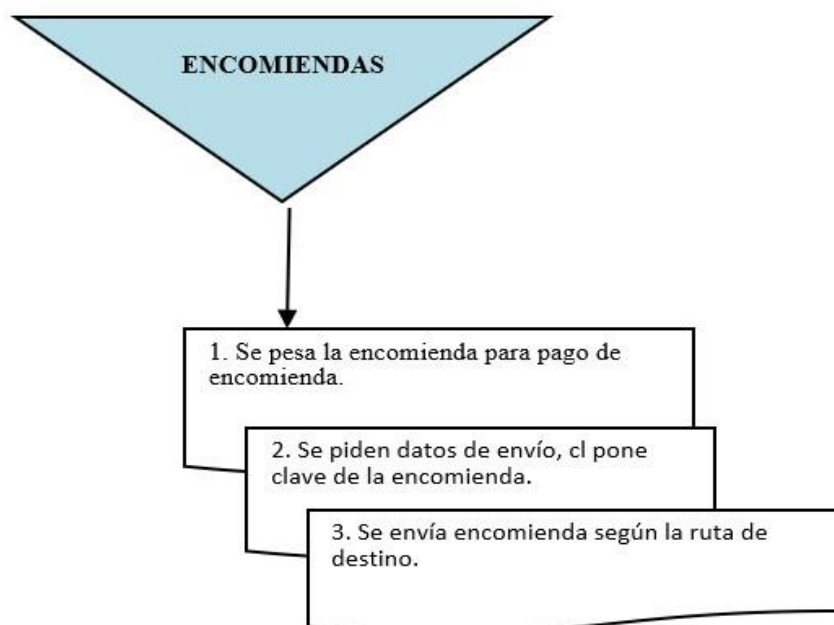 ENCOMIENDAS
1. Se pesa la encomienda para pago de
encomienda.
2. Se piden datos de envío, cl pone
clave de la encomienda.
3. Se envía encomienda según la ruta de
destino.